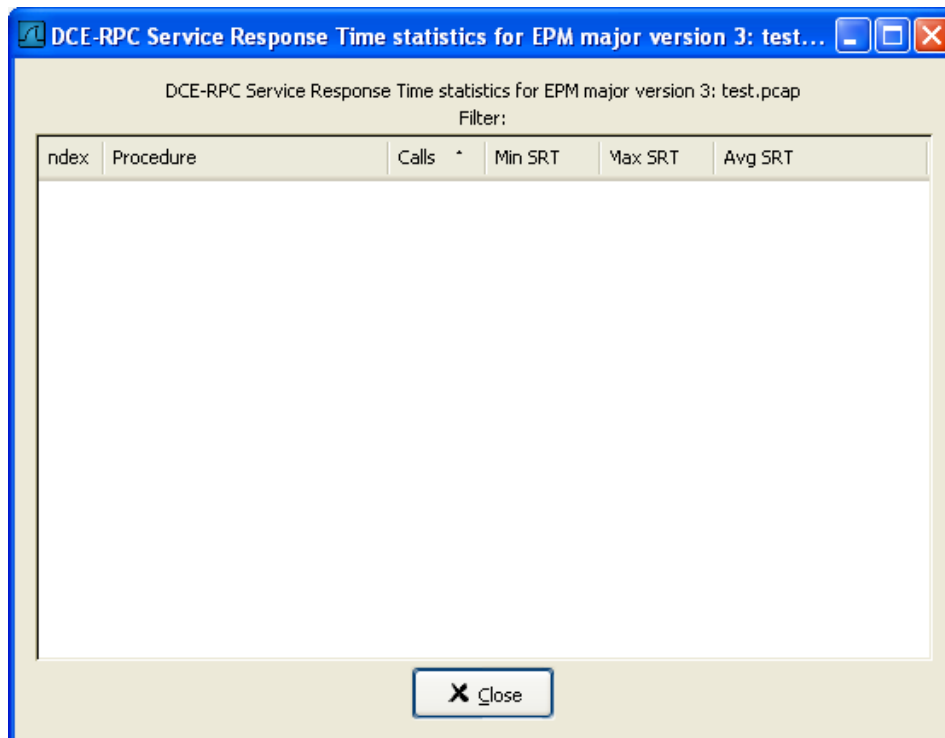 DCE-RPC Service Response Time statistics for EPM major version 3: test...
DCE-RPC Service Response Time statistics for EPM major version 3: test.pcap
Filter:
ndex Procedure Calls Min SRT Max SRT Avg SRT
Close